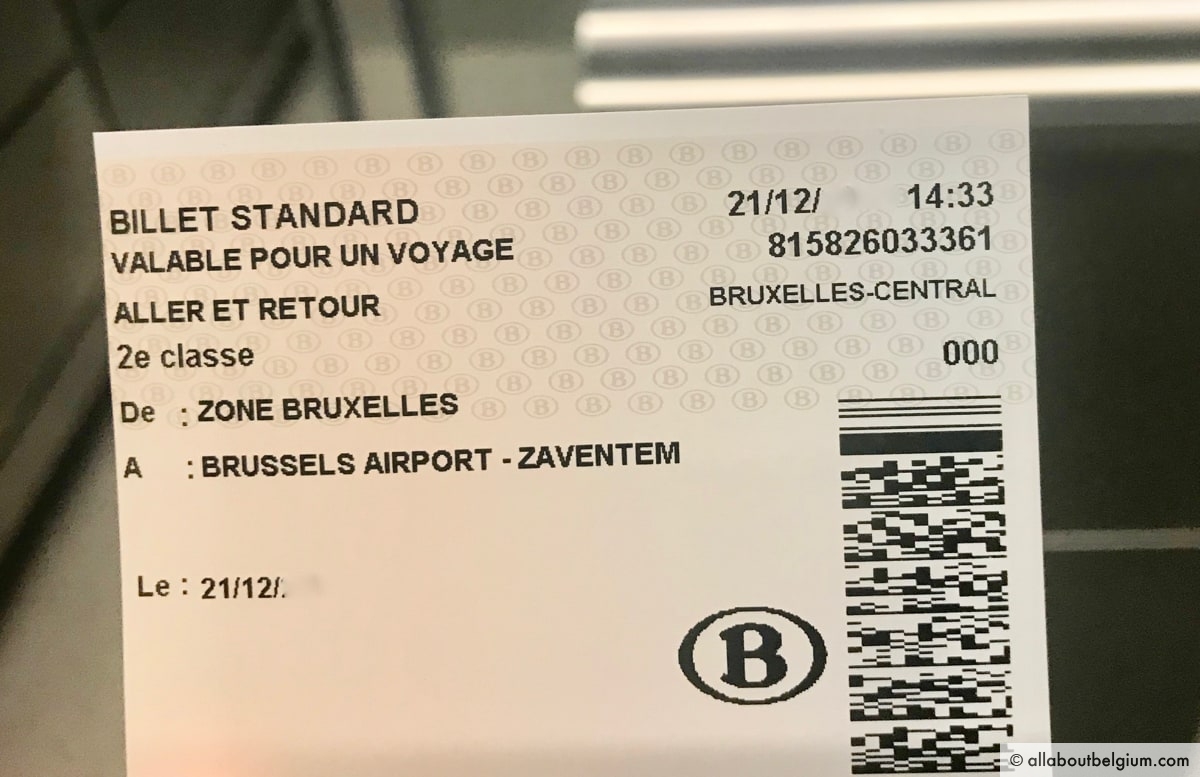 BILLET STANDARD 21/12/ 14:33
VALABLE POUR UN VOYAGE 815826033361
ALLER ET RETOUR BRUXELLES-CENTRAL
2e classe 000
De : ZONE BRUXELLES
A : BRUSSELS AIRPORT - ZAVENTEM
Le : 21/12/
B
© allaboutbelgium.com